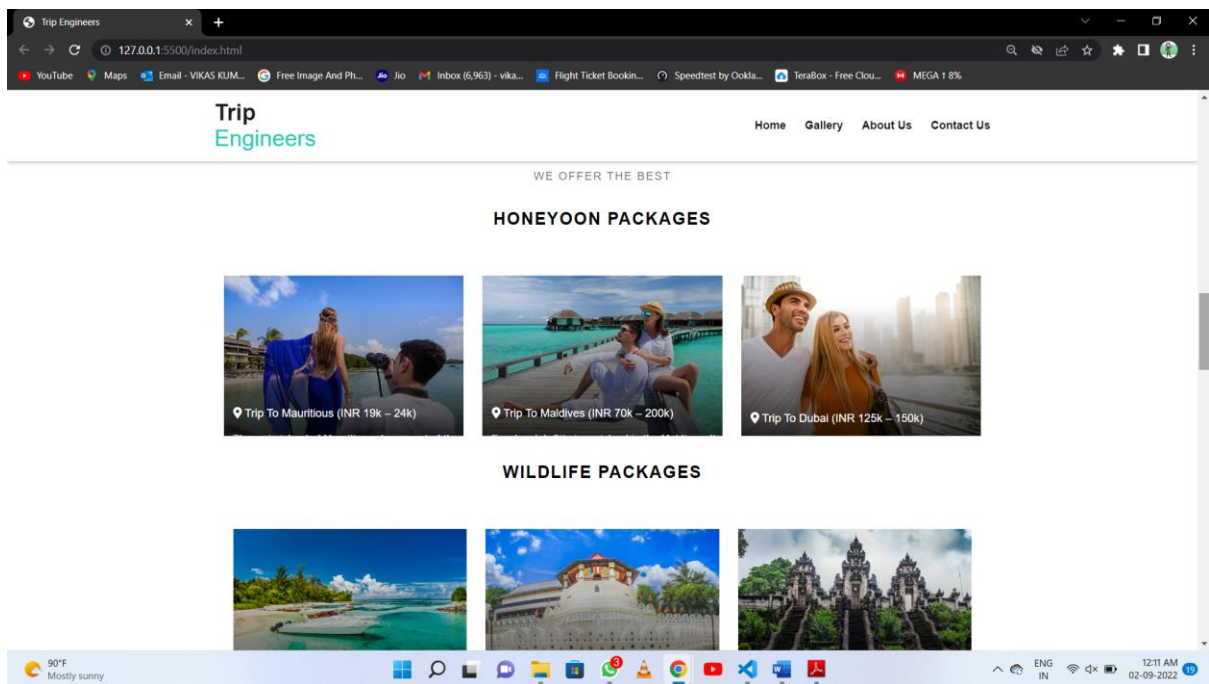 Trip Engineers
127.0.0.1:5500/index.html
YouTube Maps Email - VIKAS KUM... Free Image And Ph... Jio Inbox (6,963) - vika... Flight Ticket Bookin... Speedtest by Ookla... TeraBox - Free Clou... MEGA ↑ 8%
Trip
Engineers
Home Gallery About Us Contact Us
WE OFFER THE BEST
HONEYOON PACKAGES
Trip To Mauritious (INR 19k – 24k)
Trip To Maldives (INR 70k – 200k)
Trip To Dubai (INR 125k – 150k)
WILDLIFE PACKAGES
90°F
Mostly sunny
3
ENG
IN
12:11 AM
02-09-2022
19